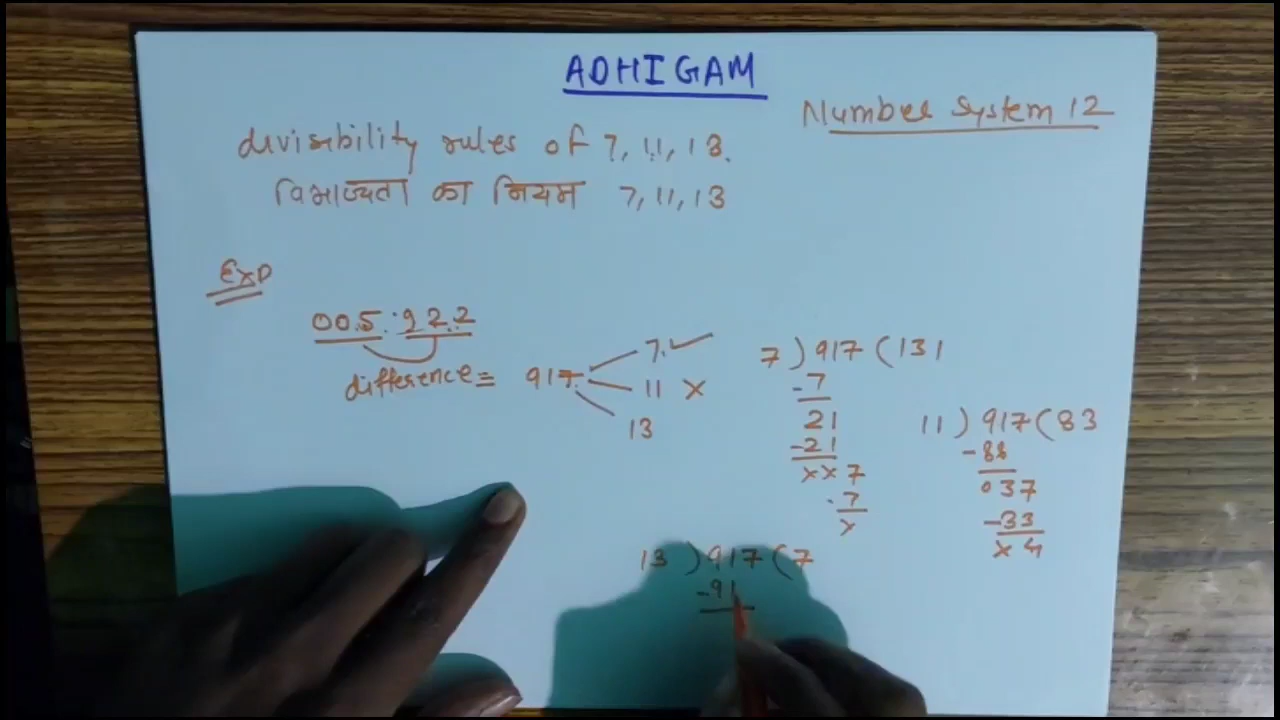 ADHIGAM
Number System 12
divisibility rules of 7, 11, 13.
विभाज्यता का नियम 7, 11, 13
Exp
005 922
difference = 917
7 ✓
11 ×
13
7 ) 917 ( 131
-7
21
-21
××7
-7
×
11 ) 917 ( 83
-88
037
-33
×4
13 ) 917 ( 7
-91